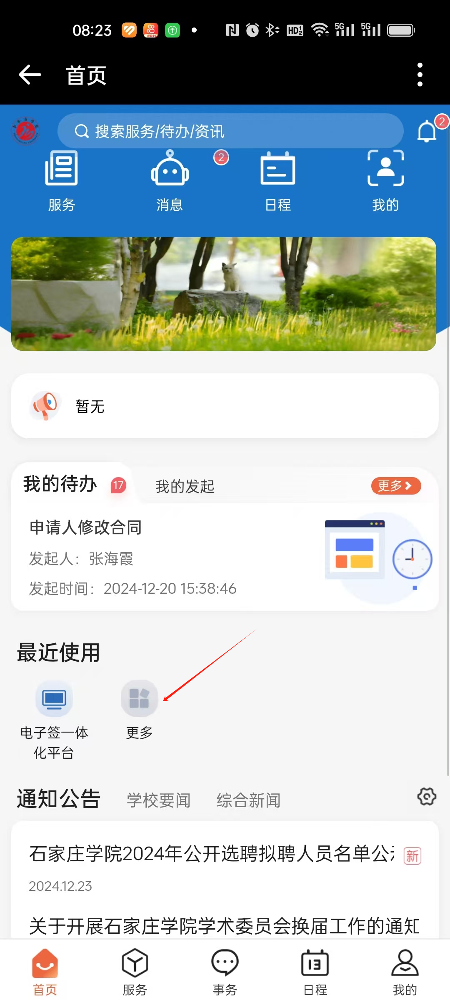 08:23
HD 1 2
5G
5G
首页
搜索服务/待办/资讯
2
2
服务
消息
日程
我的
暂无
我的待办
17
我的发起
更多
申请人修改合同
发起人：张海霞
发起时间：2024-12-20 15:38:46
最近使用
电子签一体
化平台
更多
通知公告
学校要闻
综合新闻
石家庄学院2024年公开选聘拟聘人员名单公
新
2024.12.23
关于开展石家庄学院学术委员会换届工作的通知
13
首页
服务
事务
日程
我的